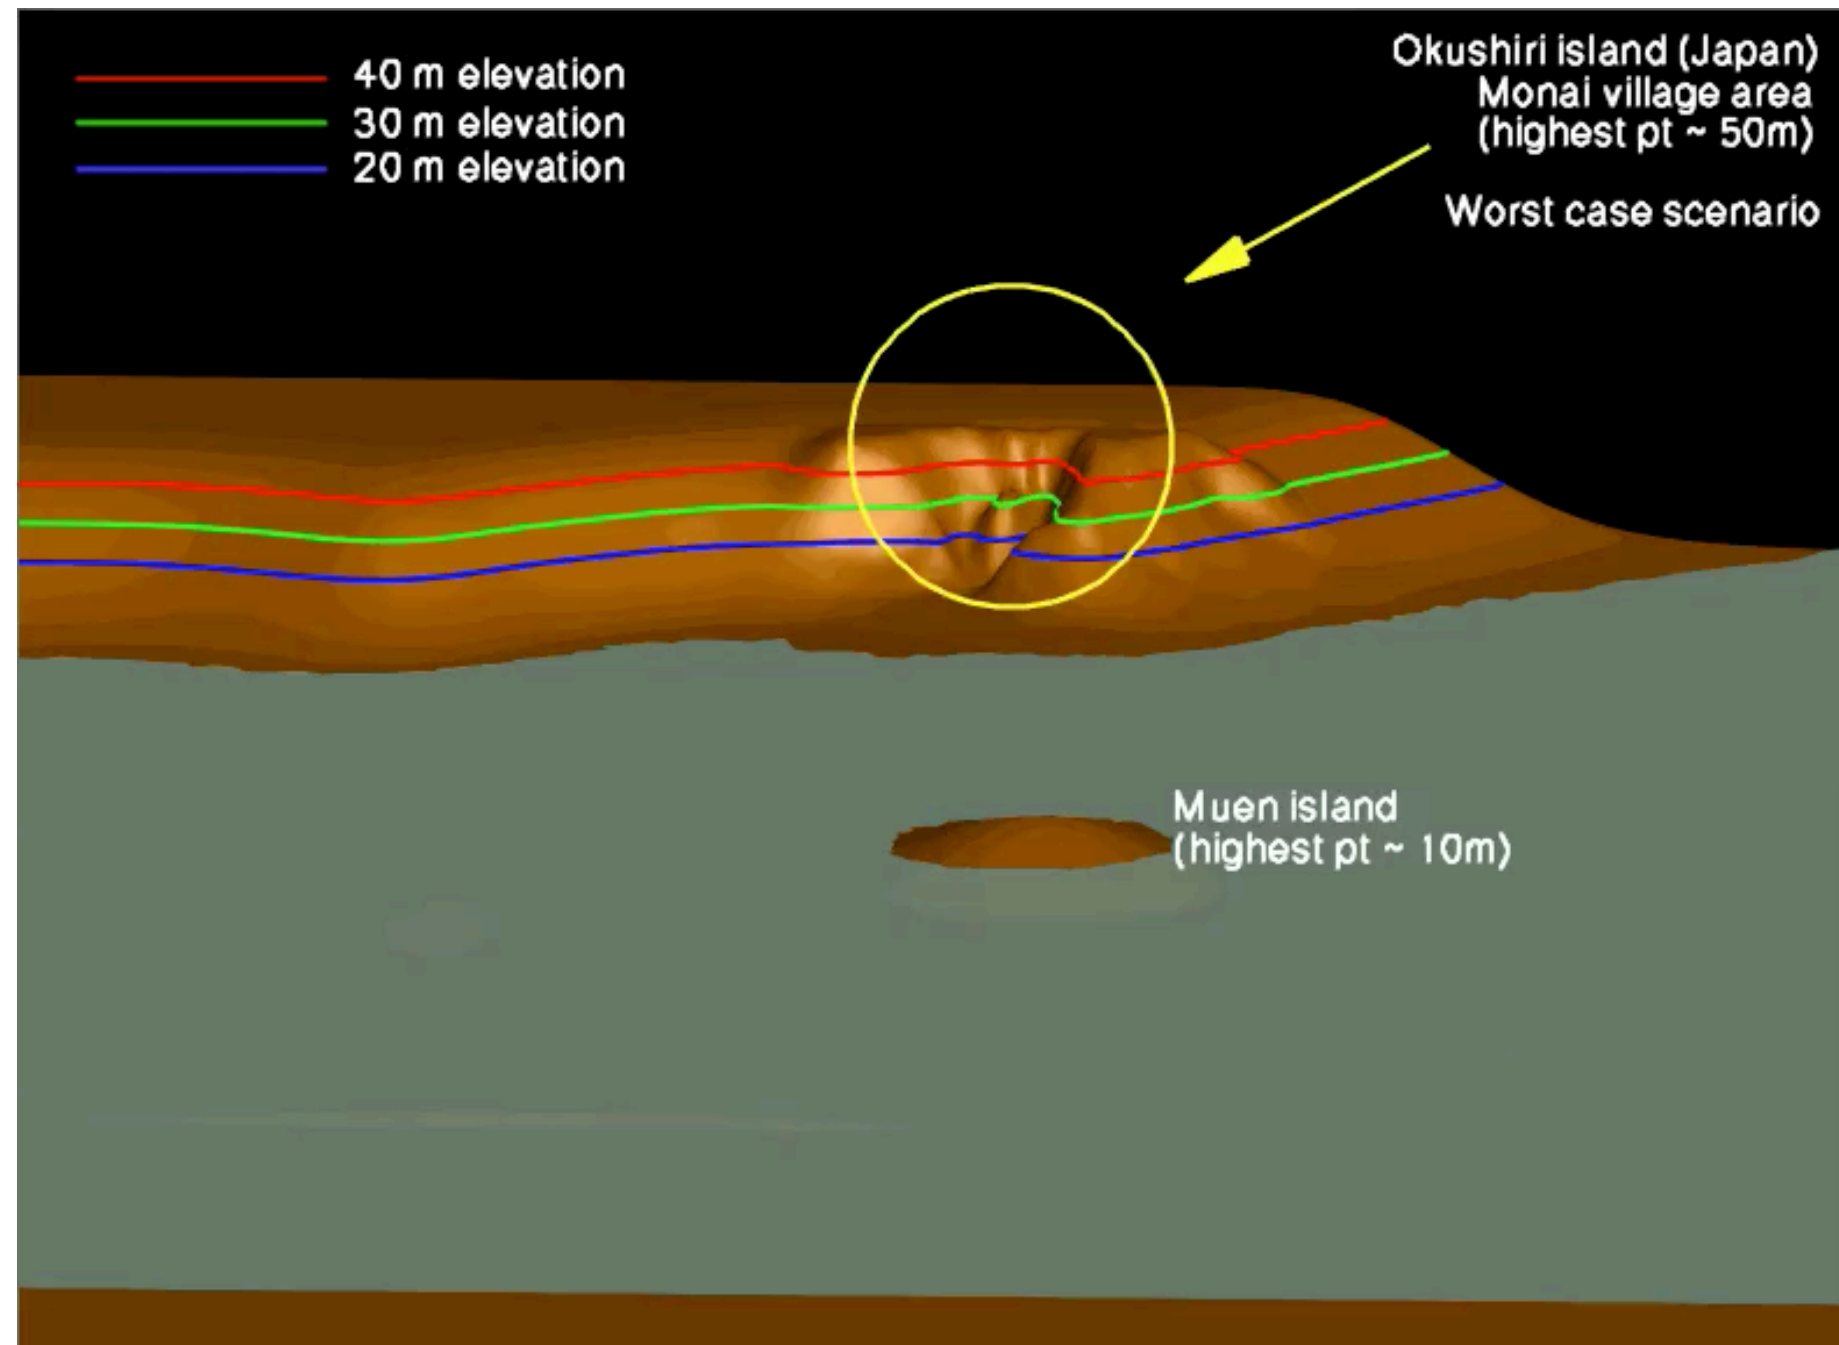 40 m elevation
30 m elevation
20 m elevation
Okushiri island (Japan)
Monai village area
(highest pt ~ 50m)
Worst case scenario
Muen island
(highest pt ~ 10m)